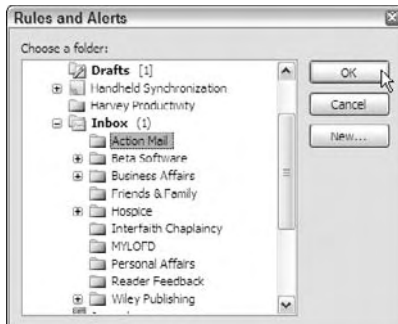 Rules and Alerts
Choose a folder:
Drafts [1]
Handheld Synchronization
Harvey Productivity
Inbox (1)
Action Mail
Beta Software
Business Affairs
Friends & Family
Hospice
Interfaith Chaplaincy
MYLOFD
Personal Affairs
Reader Feedback
Wiley Publishing
OK
Cancel
New...